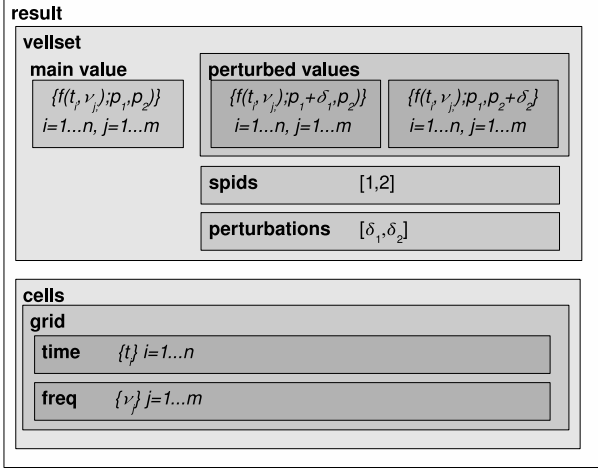 result
vellset
main value
{f(t_i,ν_j;);p_1,p_2)}
i=1...n, j=1...m
perturbed values
{f(t_i,ν_j;);p_1+δ_1,p_2)}
i=1...n, j=1...m
{f(t_i,ν_j;);p_1,p_2+δ_2}
i=1...n, j=1...m
spids [1,2]
perturbations [δ_1,δ_2]
cells
grid
time {t_i} i=1...n
freq {ν_j} j=1...m